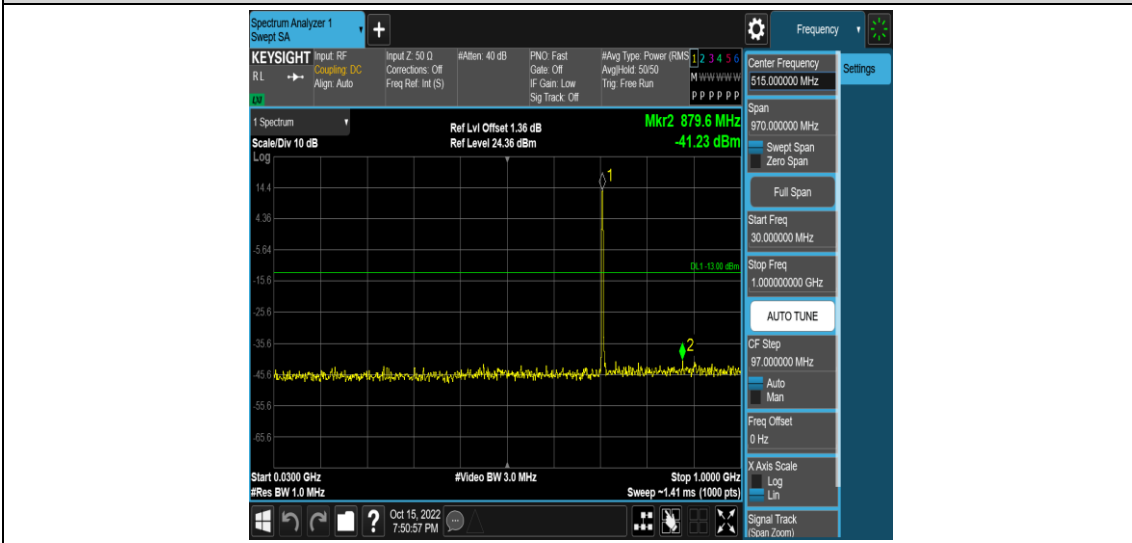 Spectrum Analyzer 1
Swept SA
+
Frequency
KEYSIGHT
RL
LXI
Input: RF
Coupling: DC
Align: Auto
Input Z: 50 Ω
Corrections: Off
Freq Ref: Int (S)
#Atten: 40 dB
PNO: Fast
Gate: Off
IF Gain: Low
Sig Track: Off
#Avg Type: Power (RMS
Avg|Hold: 50/50
Trig: Free Run
1 2 3 4 5 6
M W W W W W
P P P P P P
Settings
1 Spectrum
Scale/Div 10 dB
Log
Ref Lvl Offset 1.36 dB
Ref Level 24.36 dBm
Mkr2 879.6 MHz
-41.23 dBm
14.4
4.36
-5.64
-15.6
-25.6
-35.6
-45.6
-55.6
-65.6
1
DL1 -13.00 dBm
2
Start 0.0300 GHz
#Res BW 1.0 MHz
#Video BW 3.0 MHz
Stop 1.0000 GHz
Sweep ~1.41 ms (1000 pts)
Center Frequency
515.000000 MHz
Span
970.000000 MHz
Swept Span
Zero Span
Full Span
Start Freq
30.000000 MHz
Stop Freq
1.000000000 GHz
AUTO TUNE
CF Step
97.000000 MHz
Auto
Man
Freq Offset
0 Hz
X Axis Scale
Log
Lin
Signal Track
(Span Zoom)
?
Oct 15, 2022
7:50:57 PM